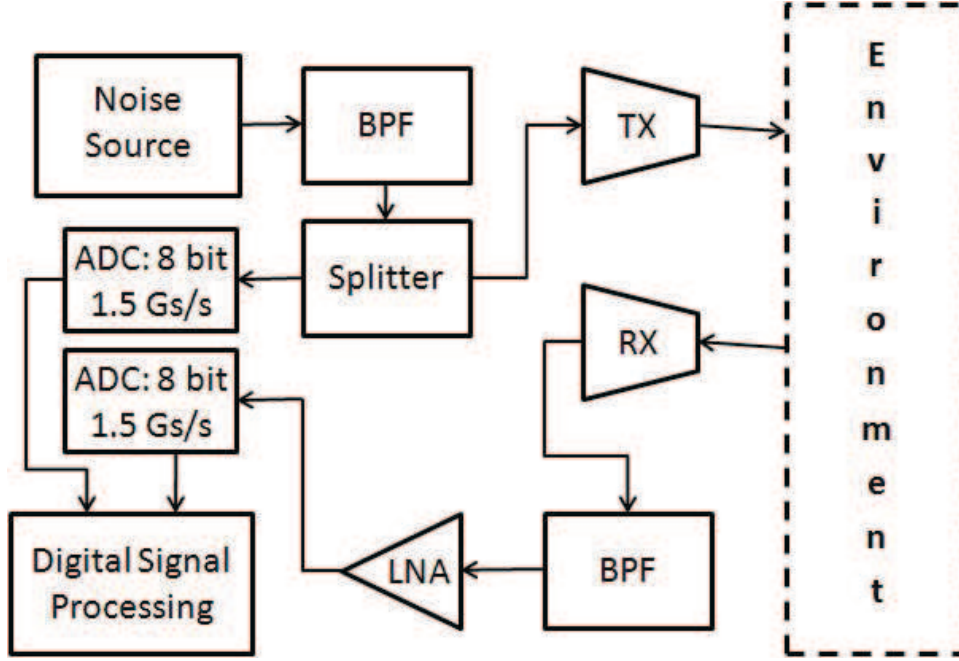 Noise
Source
BPF
TX
ADC: 8 bit
1.5 Gs/s
Splitter
ADC: 8 bit
1.5 Gs/s
RX
Digital Signal
Processing
LNA
BPF
E
n
v
i
r
o
n
m
e
n
t